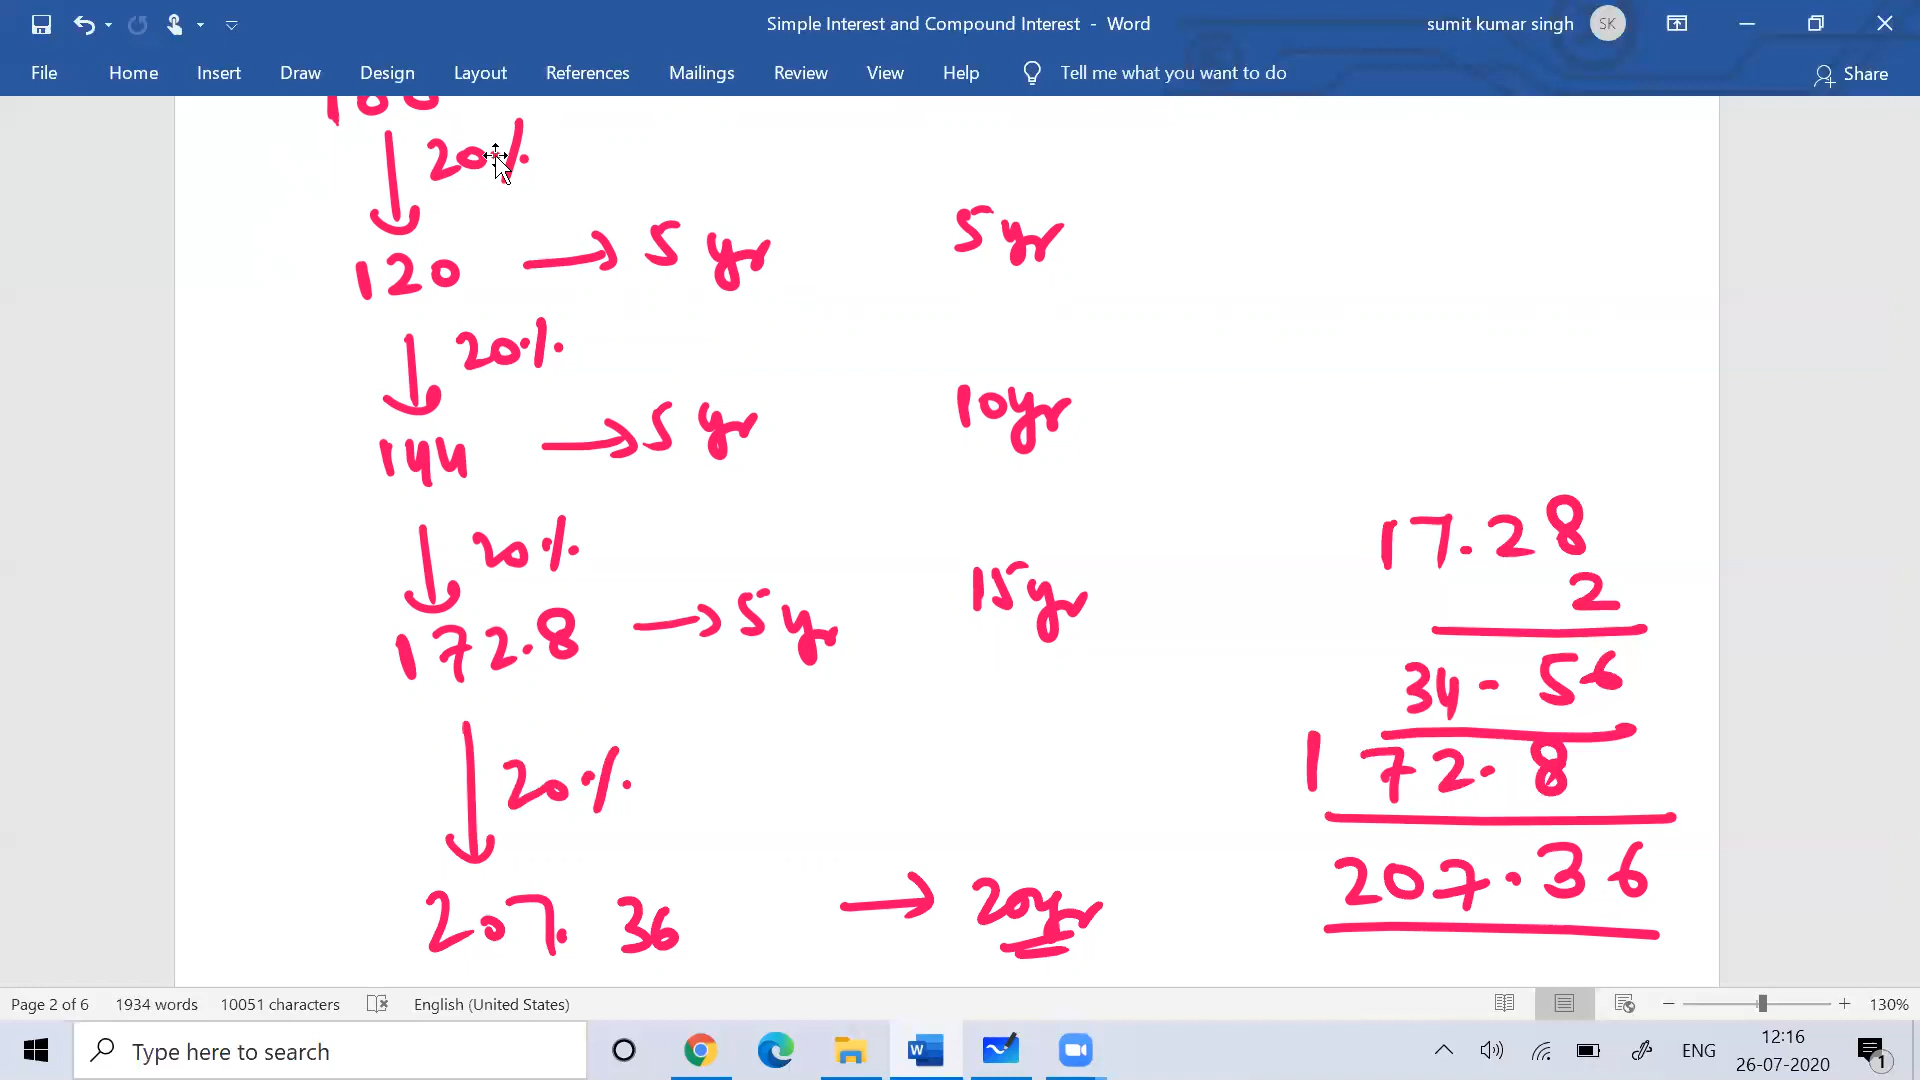 Simple Interest and Compound Interest - Word
sumit kumar singh
SK
File Home Insert Draw Design Layout References Mailings Review View Help Tell me what you want to do Share
100
20%
120 → 5 yr 5 yr
20%
144 → 5 yr 10yr
20%
172.8 → 5 yr 15yr
20%
207.36 → 20yr
17.28
2
34.56
172.8
207.36
Page 2 of 6 1934 words 10051 characters English (United States) 130%
Type here to search
ENG
12:16
26-07-2020
1